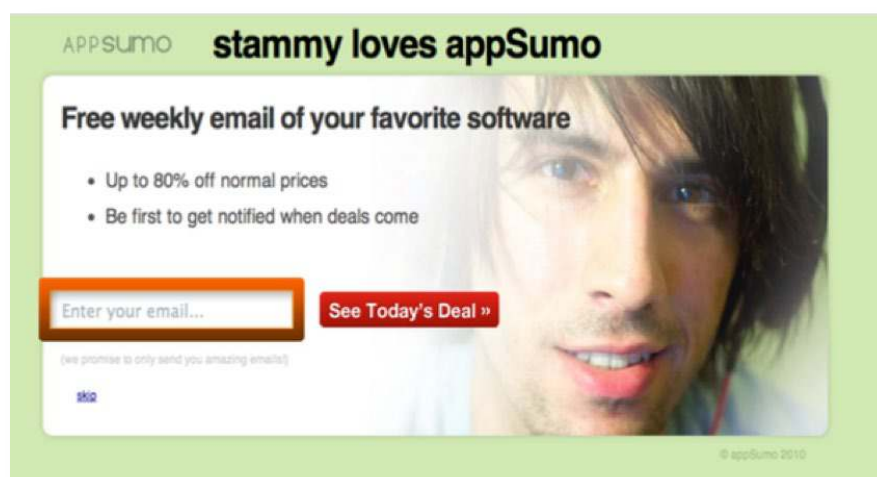 APPSUMO
stammy loves appSumo
Free weekly email of your favorite software
• Up to 80% off normal prices
• Be first to get notified when deals come
Enter your email...
See Today's Deal »
(we promise to only send you amazing emails!)
skip
© appSumo 2010